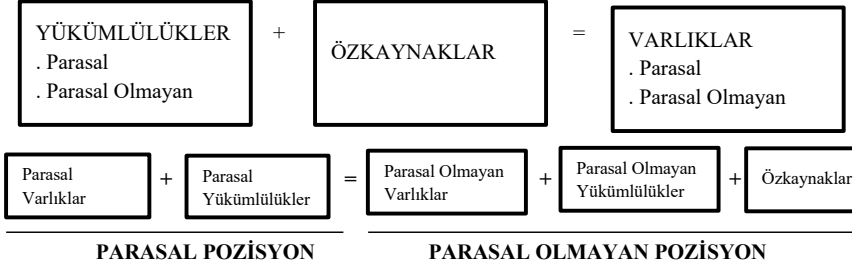 YÜKÜMLÜLÜKLER + ÖZKAYNAKLAR = VARLIKLAR
. Parasal . Parasal
. Parasal Olmayan . Parasal Olmayan
Parasal Varlıklar + Parasal Yükümlülükler = Parasal Olmayan Varlıklar + Parasal Olmayan Yükümlülükler + Özkaynaklar
PARASAL POZİSYON PARASAL OLMAYAN POZİSYON